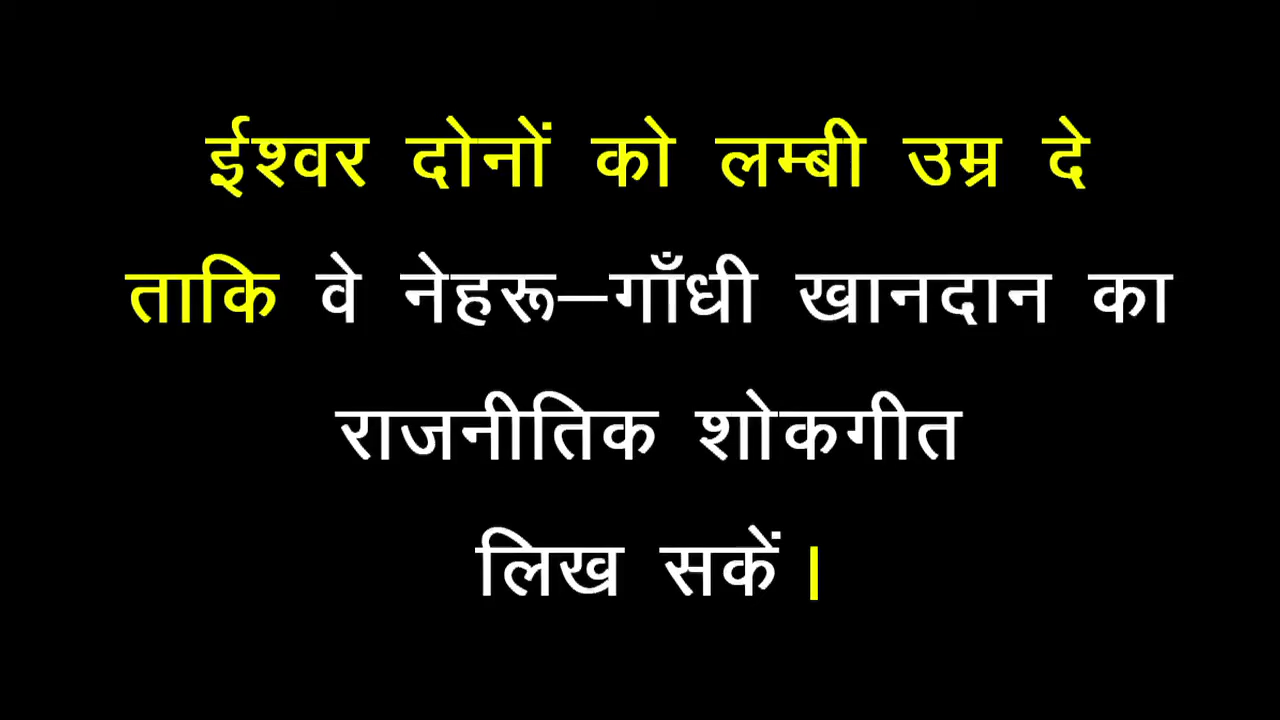 ईश्वर दोनों को लम्बी उम्र दे
ताकि वे नेहरू–गाँधी खानदान का
राजनीतिक शोकगीत
लिख सकें।